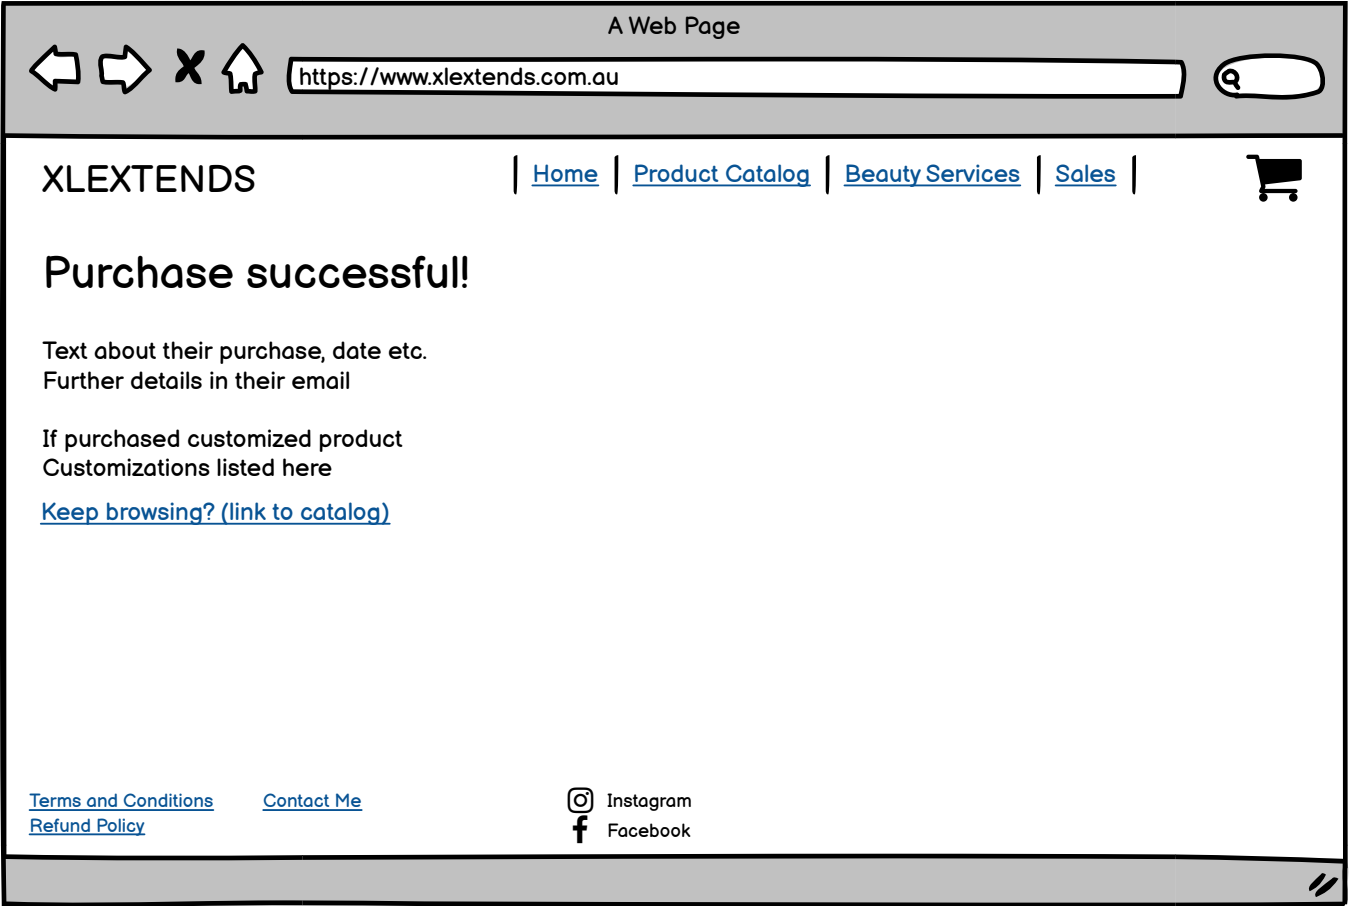 A Web Page
https://www.xlextends.com.au
XLEXTENDS
Home
Product Catalog
Beauty Services
Sales
Purchase successful!
Text about their purchase, date etc.
Further details in their email
If purchased customized product
Customizations listed here
Keep browsing? (link to catalog)
Terms and Conditions
Contact Me
Refund Policy
Instagram
Facebook